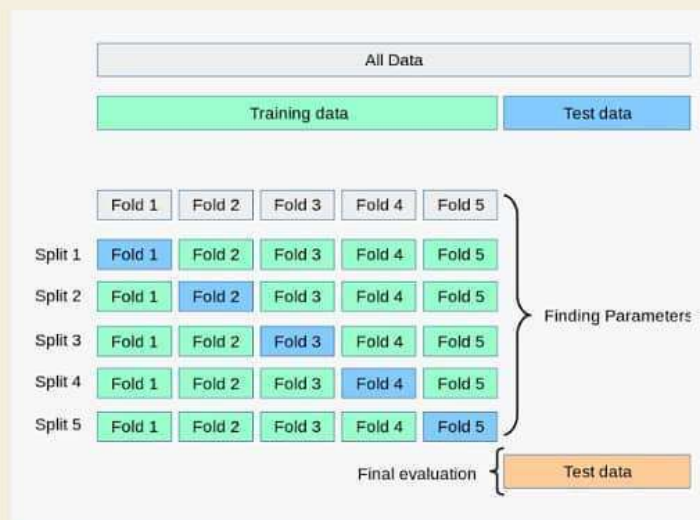 All Data
Training data Test data
Fold 1 Fold 2 Fold 3 Fold 4 Fold 5
Split 1 Fold 1 Fold 2 Fold 3 Fold 4 Fold 5
Split 2 Fold 1 Fold 2 Fold 3 Fold 4 Fold 5
Finding Parameters
Split 3 Fold 1 Fold 2 Fold 3 Fold 4 Fold 5
Split 4 Fold 1 Fold 2 Fold 3 Fold 4 Fold 5
Split 5 Fold 1 Fold 2 Fold 3 Fold 4 Fold 5
Final evaluation Test data